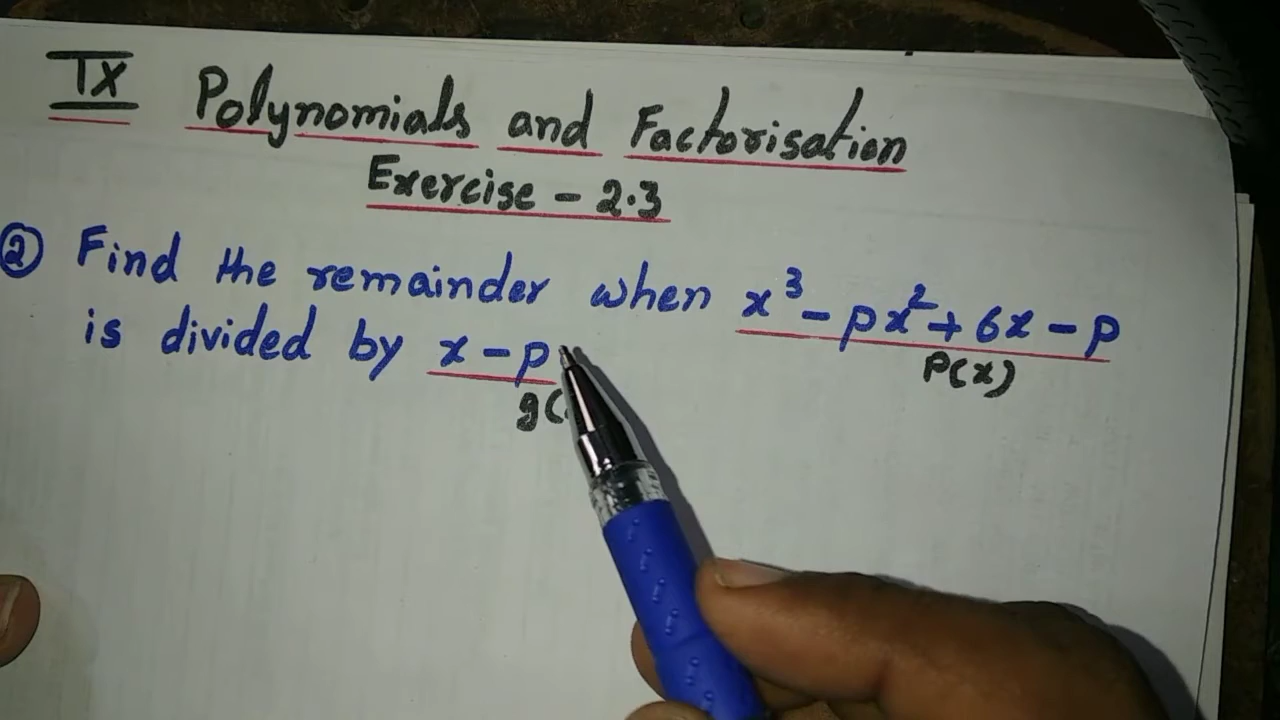 IX Polynomials and Factorisation
Exercise - 2.3
② Find the remainder when x³ - px² + 6x - p
is divided by x - p
P(x)
g(